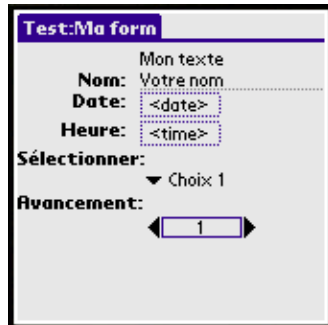 Test:Ma form
Mon texte
Nom: Votre nom
Date: <date>
Heure: <time>
Sélectionner:
Choix 1
Avancement:
1